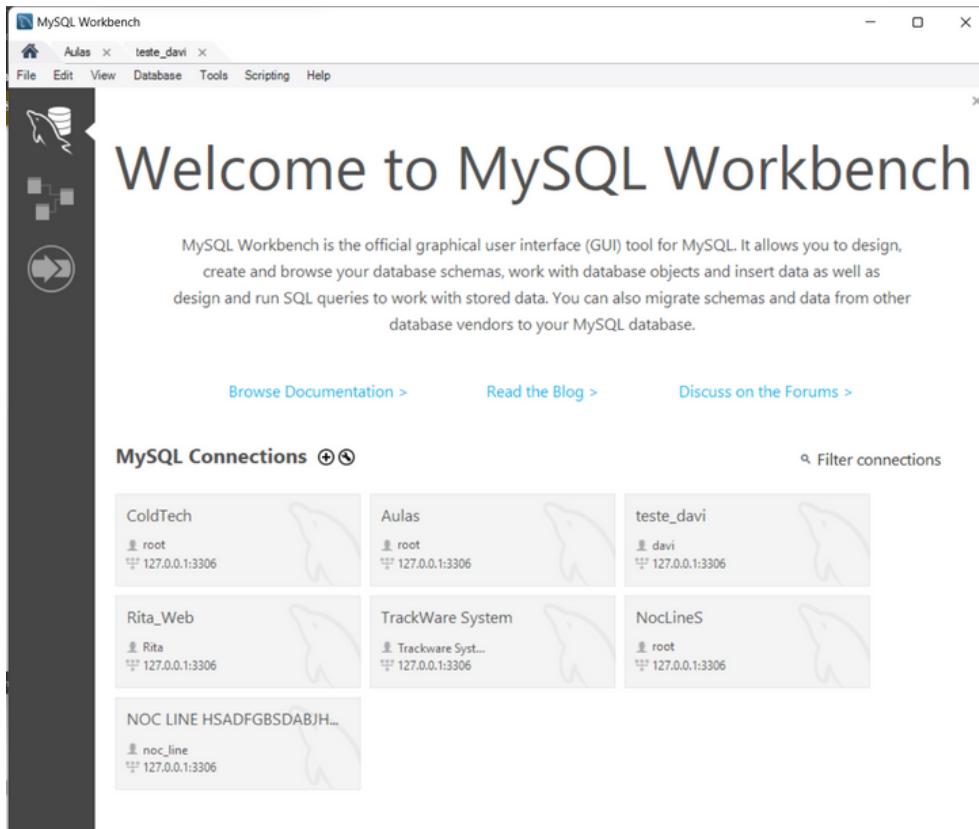 MySQL Workbench
Aulas
teste_davi
File Edit View Database Tools Scripting Help
Welcome to MySQL Workbench
MySQL Workbench is the official graphical user interface (GUI) tool for MySQL. It allows you to design,
create and browse your database schemas, work with database objects and insert data as well as
design and run SQL queries to work with stored data. You can also migrate schemas and data from other
database vendors to your MySQL database.
Browse Documentation > Read the Blog > Discuss on the Forums >
MySQL Connections
Filter connections
ColdTech
root
127.0.0.1:3306
Aulas
root
127.0.0.1:3306
teste_davi
davi
127.0.0.1:3306
Rita_Web
Rita
127.0.0.1:3306
TrackWare System
Trackware Syst...
127.0.0.1:3306
NocLineS
root
127.0.0.1:3306
NOC LINE HSADFGBSDABJH...
noc_line
127.0.0.1:3306